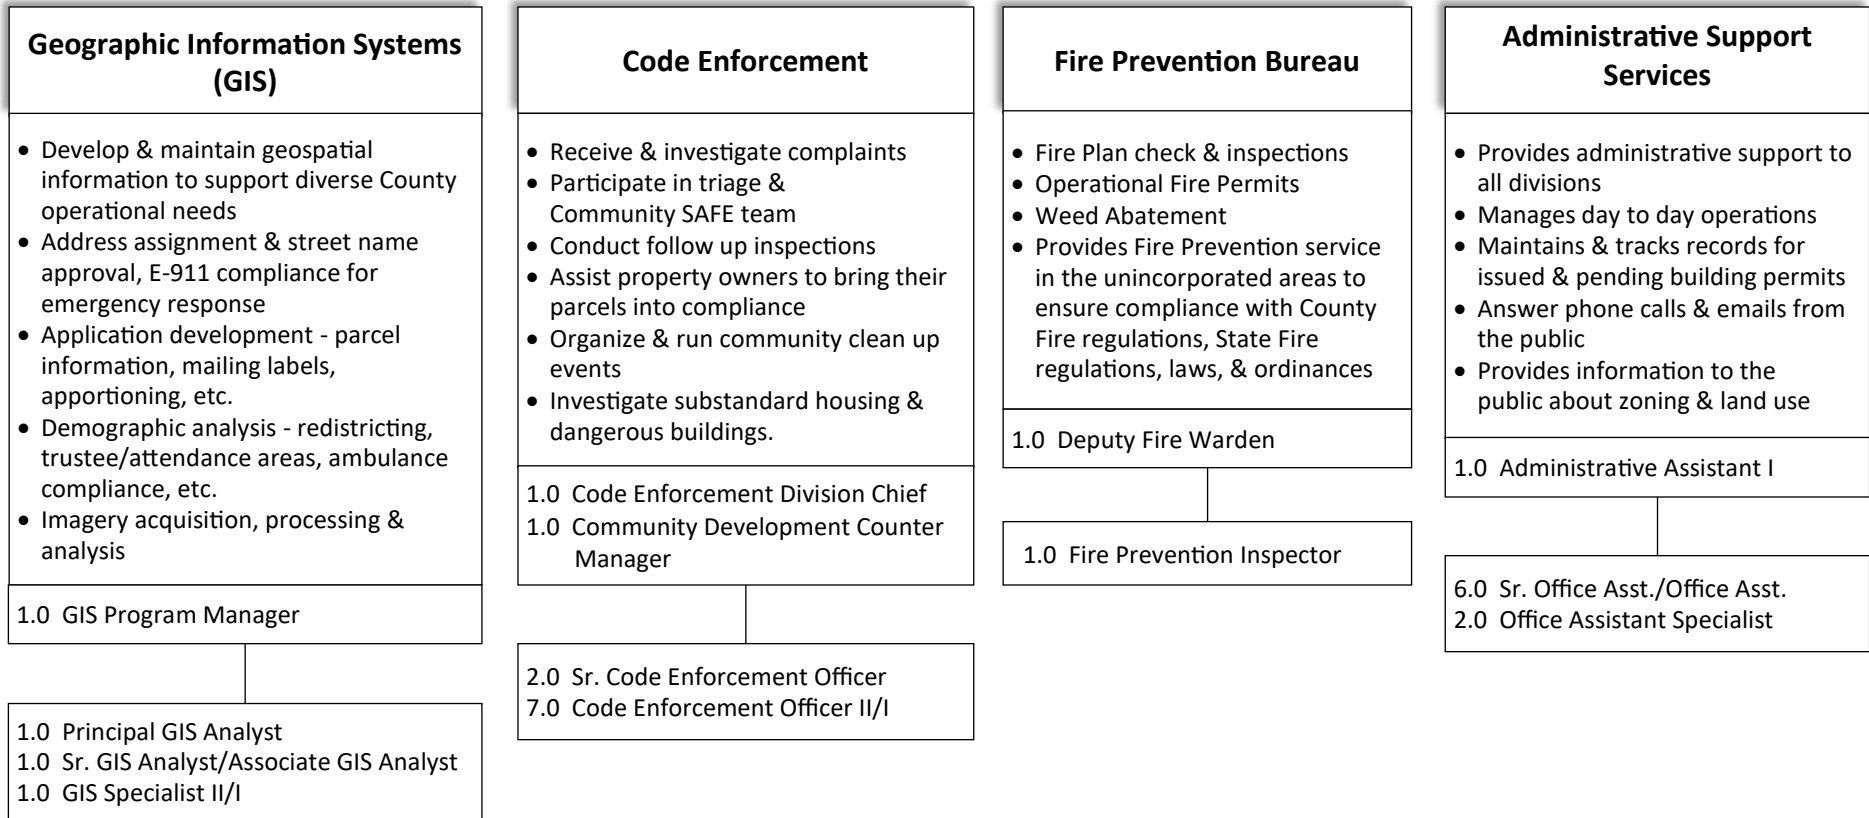 Geographic Information Systems
(GIS)
• Develop & maintain geospatial
information to support diverse County
operational needs
• Address assignment & street name
approval, E-911 compliance for
emergency response
• Application development - parcel
information, mailing labels,
apportioning, etc.
• Demographic analysis - redistricting,
trustee/attendance areas, ambulance
compliance, etc.
• Imagery acquisition, processing &
analysis
1.0 GIS Program Manager
1.0 Principal GIS Analyst
1.0 Sr. GIS Analyst/Associate GIS Analyst
1.0 GIS Specialist II/I
Code Enforcement
• Receive & investigate complaints
• Participate in triage &
Community SAFE team
• Conduct follow up inspections
• Assist property owners to bring their
parcels into compliance
• Organize & run community clean up
events
• Investigate substandard housing &
dangerous buildings.
1.0 Code Enforcement Division Chief
1.0 Community Development Counter
Manager
2.0 Sr. Code Enforcement Officer
7.0 Code Enforcement Officer II/I
Fire Prevention Bureau
• Fire Plan check & inspections
• Operational Fire Permits
• Weed Abatement
• Provides Fire Prevention service
in the unincorporated areas to
ensure compliance with County
Fire regulations, State Fire
regulations, laws, & ordinances
1.0 Deputy Fire Warden
1.0 Fire Prevention Inspector
Administrative Support
Services
• Provides administrative support to
all divisions
• Manages day to day operations
• Maintains & tracks records for
issued & pending building permits
• Answer phone calls & emails from
the public
• Provides information to the
public about zoning & land use
1.0 Administrative Assistant I
6.0 Sr. Office Asst./Office Asst.
2.0 Office Assistant Specialist